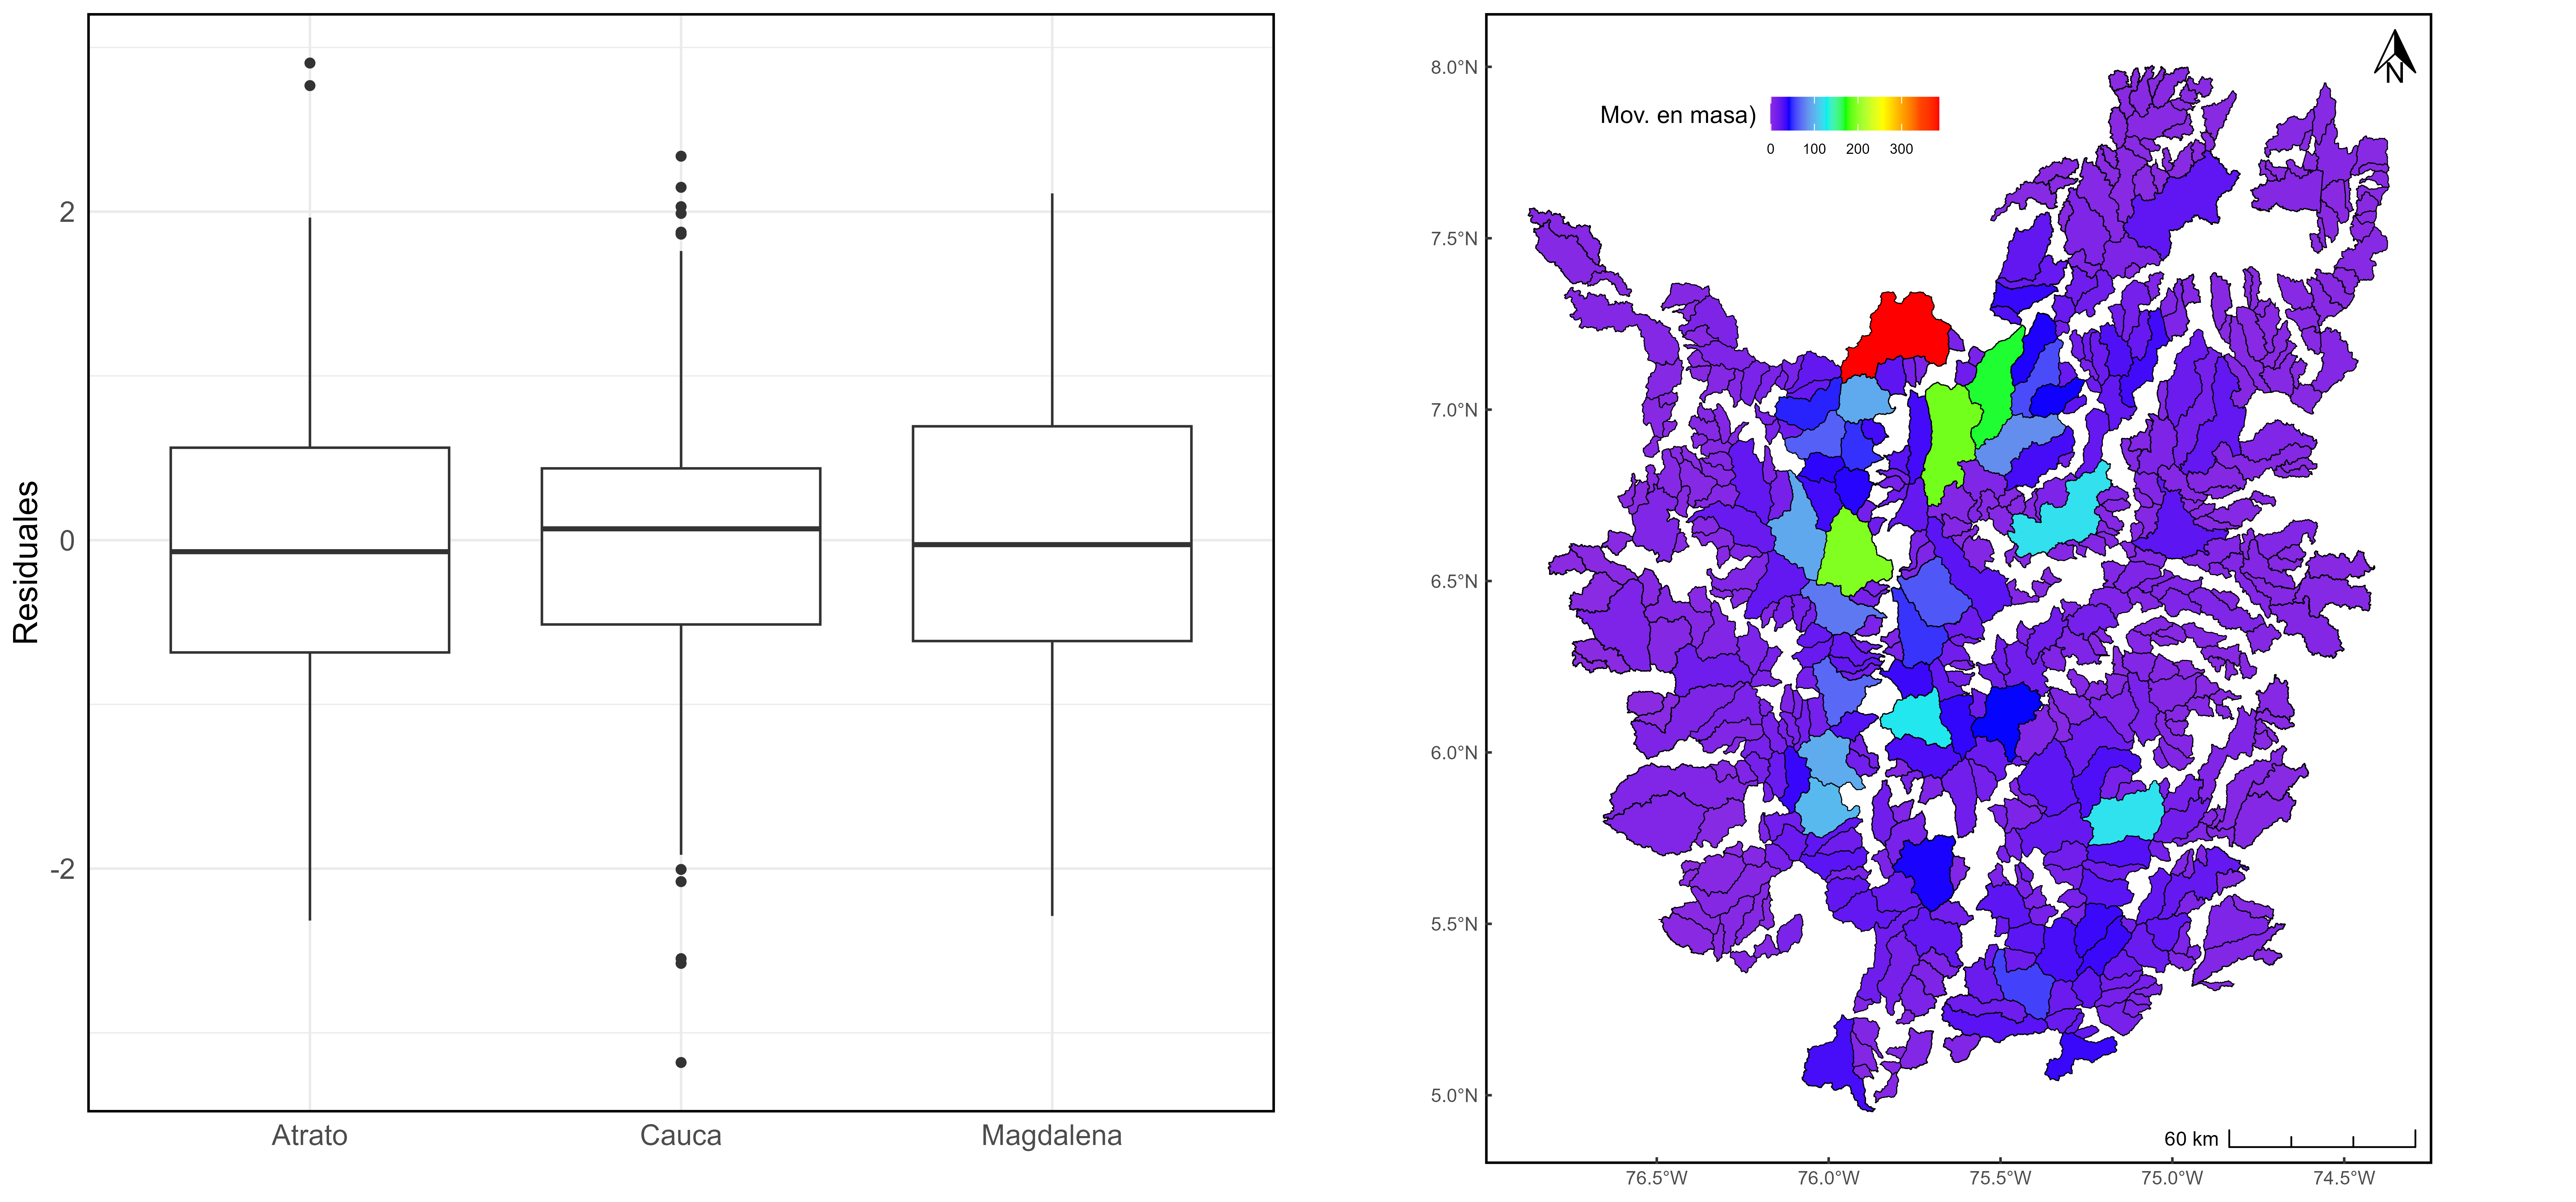 Residuales
2
0
-2
Atrato
Cauca
Magdalena
Mov. en masa)
0 100 200 300
N
8.0°N
7.5°N
7.0°N
6.5°N
6.0°N
5.5°N
5.0°N
60 km
76.5°W 76.0°W 75.5°W 75.0°W 74.5°W